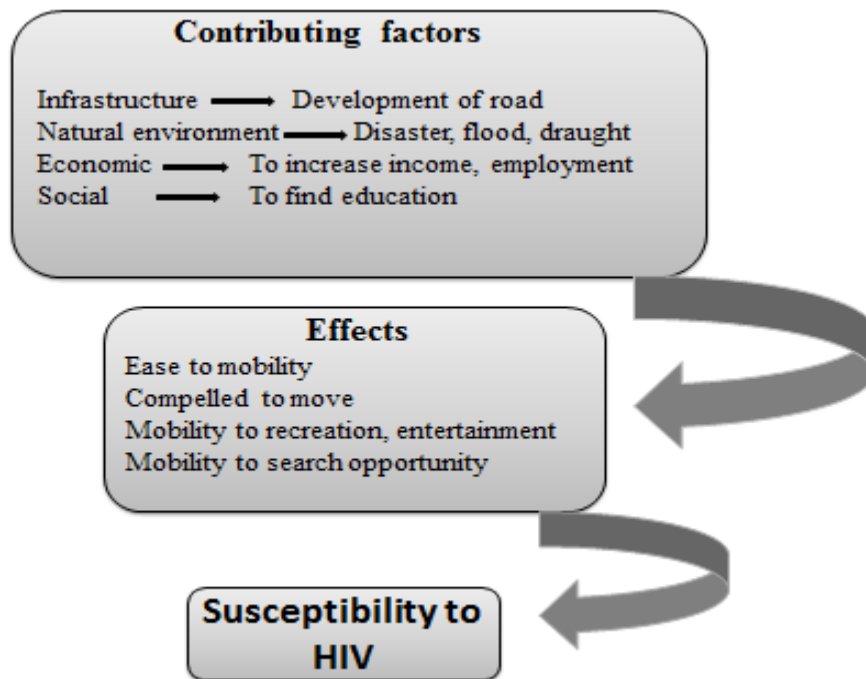 Contributing factors
Infrastructure → Development of road
Natural environment → Disaster, flood, draught
Economic → To increase income, employment
Social → To find education
Effects
Ease to mobility
Compelled to move
Mobility to recreation, entertainment
Mobility to search opportunity
Susceptibility to
HIV